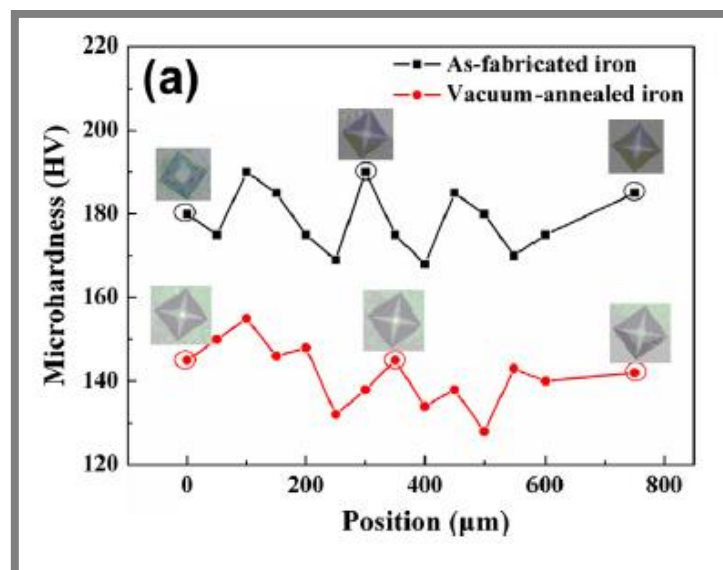 (a)
As-fabricated iron
Vacuum-annealed iron
Microhardness (HV)
220
200
180
160
140
120
0 200 400 600 800
Position (µm)